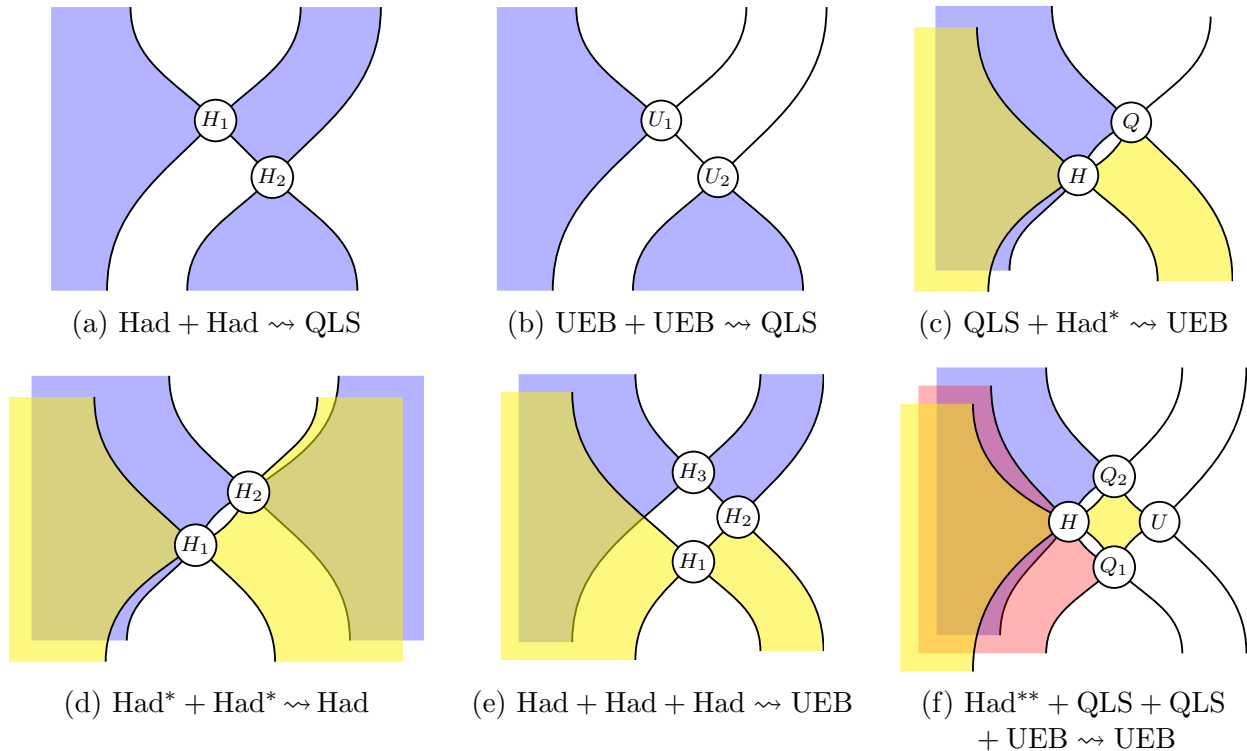 H₁
H₂
(a) Had + Had ⇝ QLS
U₁
U₂
(b) UEB + UEB ⇝ QLS
Q
H
(c) QLS + Had* ⇝ UEB
H₂
H₁
(d) Had* + Had* ⇝ Had
H₃
H₂
H₁
(e) Had + Had + Had ⇝ UEB
Q₂
H U
Q₁
(f) Had** + QLS + QLS
+ UEB ⇝ UEB